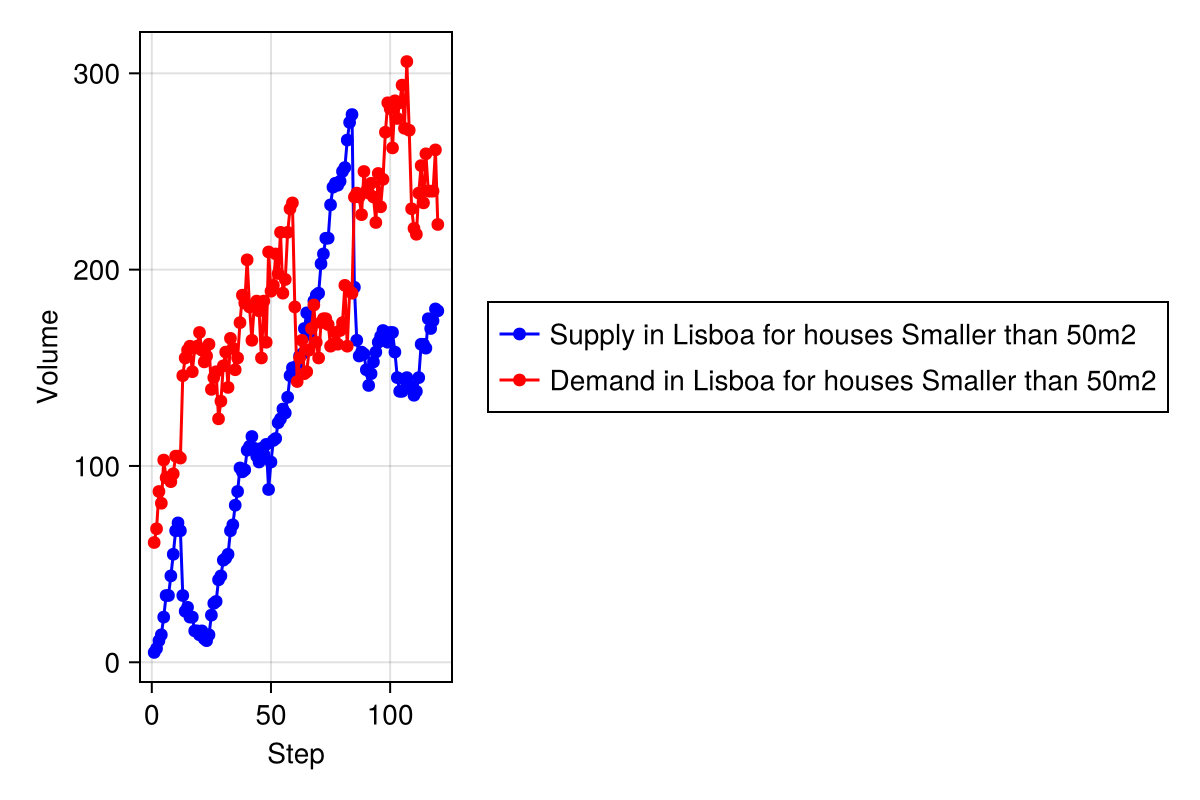 300
200
100
0
Volume
0 50 100
Step
Supply in Lisboa for houses Smaller than 50m2
Demand in Lisboa for houses Smaller than 50m2